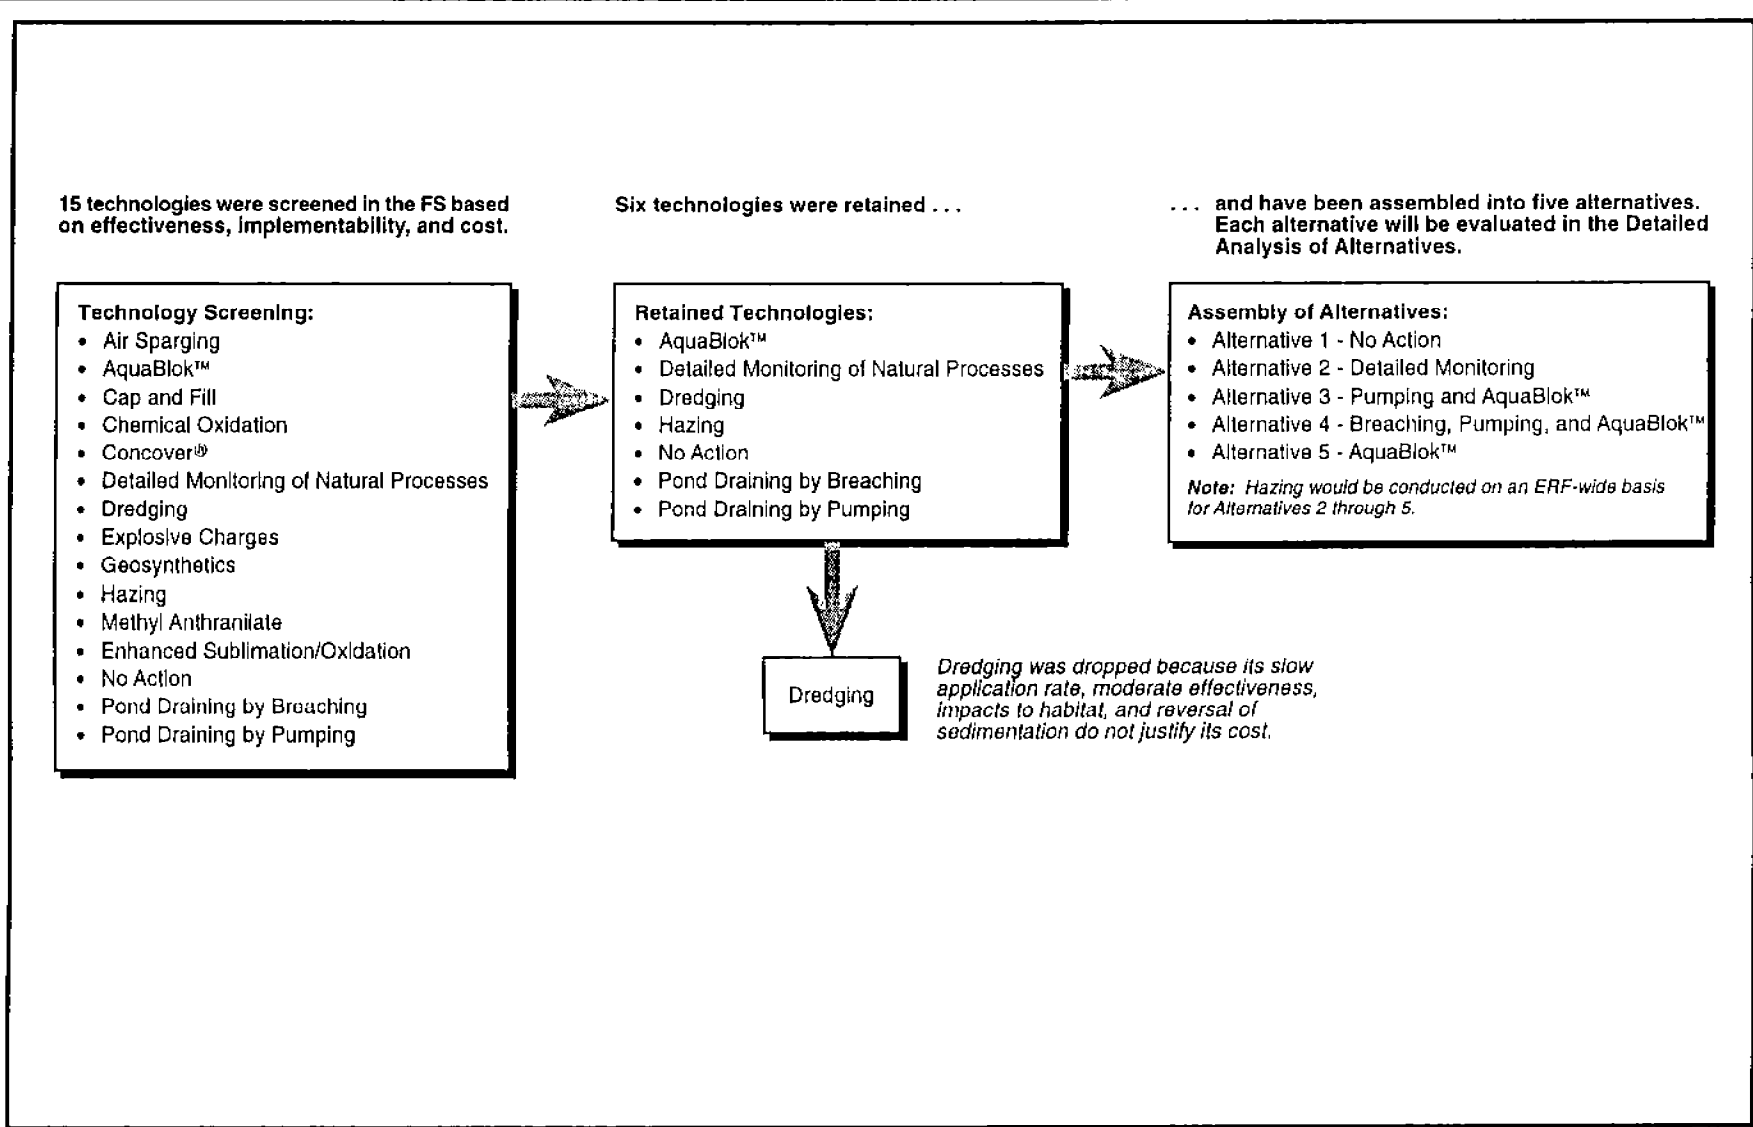 15 technologies were screened in the FS based
on effectiveness, implementability, and cost.
Technology Screening:
• Air Sparging
• AquaBlok™
• Cap and Fill
• Chemical Oxidation
• Concover®
• Detailed Monitoring of Natural Processes
• Dredging
• Explosive Charges
• Geosynthetics
• Hazing
• Methyl Anthranilate
• Enhanced Sublimation/Oxidation
• No Action
• Pond Draining by Breaching
• Pond Draining by Pumping
Six technologies were retained . . .
Retained Technologies:
• AquaBlok™
• Detailed Monitoring of Natural Processes
• Dredging
• Hazing
• No Action
• Pond Draining by Breaching
• Pond Draining by Pumping
Dredging
Dredging was dropped because its slow
application rate, moderate effectiveness,
impacts to habitat, and reversal of
sedimentation do not justify its cost.
. . . and have been assembled into five alternatives.
Each alternative will be evaluated in the Detailed
Analysis of Alternatives.
Assembly of Alternatives:
• Alternative 1 - No Action
• Alternative 2 - Detailed Monitoring
• Alternative 3 - Pumping and AquaBlok™
• Alternative 4 - Breaching, Pumping, and AquaBlok™
• Alternative 5 - AquaBlok™
Note: Hazing would be conducted on an ERF-wide basis
for Alternatives 2 through 5.